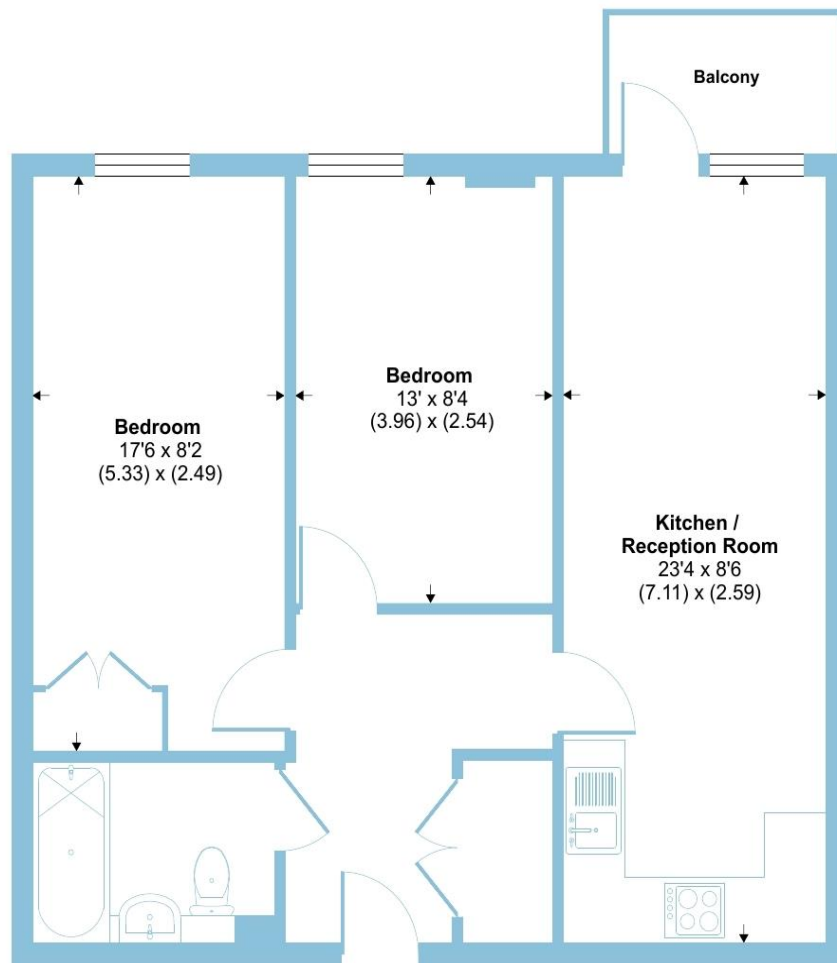 Balcony
Bedroom
17'6 x 8'2
(5.33) x (2.49)
Bedroom
13' x 8'4
(3.96) x (2.54)
Kitchen /
Reception Room
23'4 x 8'6
(7.11) x (2.59)